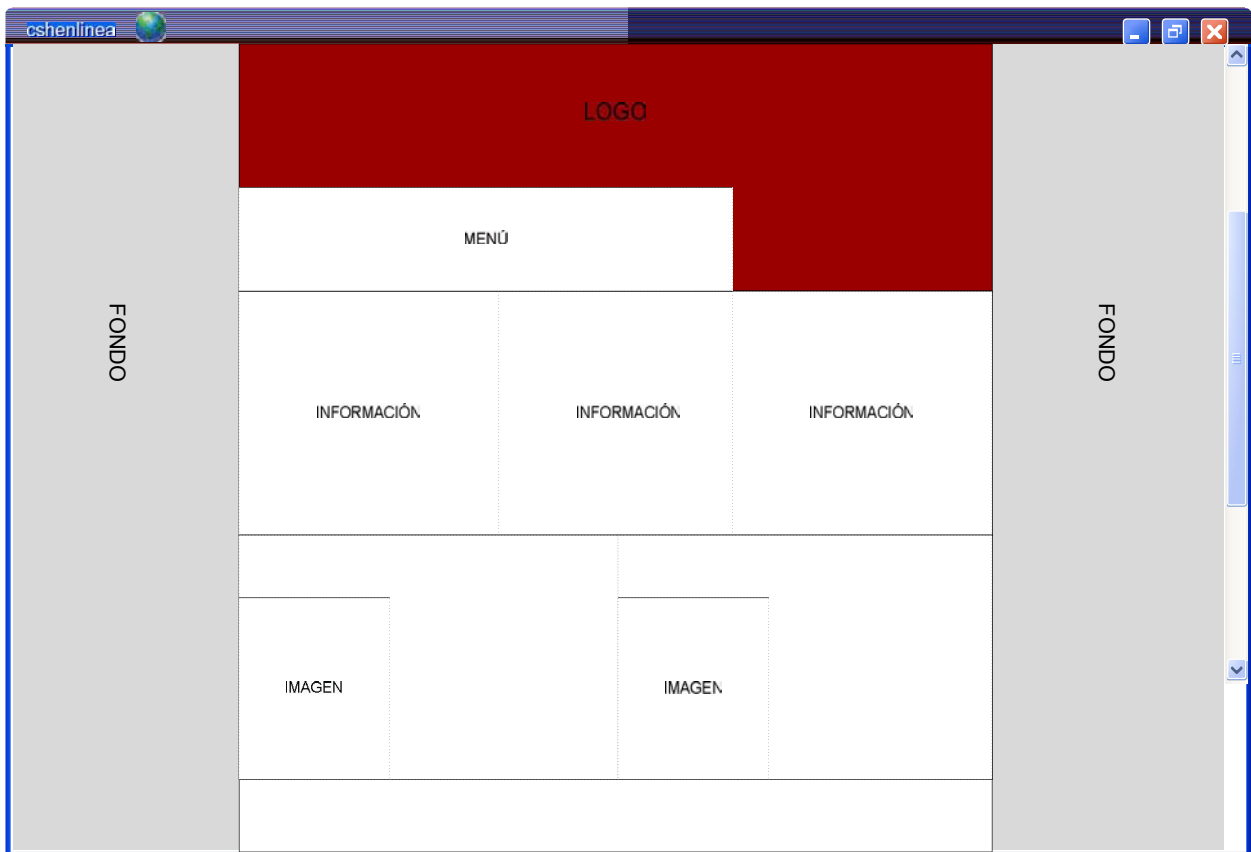 cshenlinea
LOGO
MENÚ
FONDO
FONDO
INFORMACIÓN
INFORMACIÓN
INFORMACIÓN
IMAGEN
IMAGEN